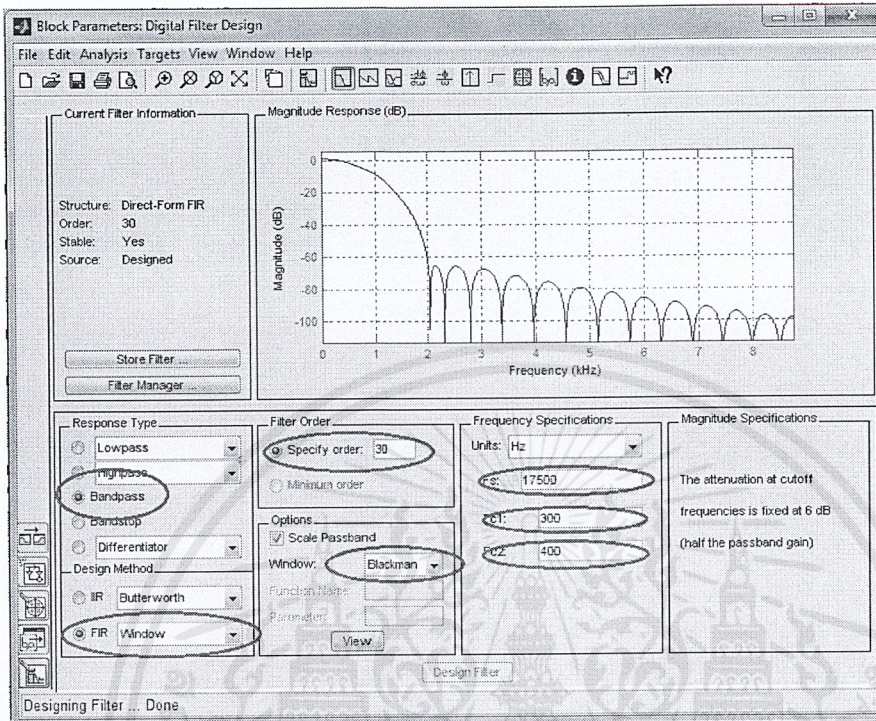 Block Parameters: Digital Filter Design
File Edit Analysis Targets View Window Help
Current Filter Information
Structure: Direct-Form FIR
Order: 30
Stable: Yes
Source: Designed
Store Filter ...
Filter Manager ...
Magnitude Response (dB)
Magnitude (dB)
0
-20
-40
-60
-80
-100
0 1 2 3 4 5 6 7 8
Frequency (kHz)
Response Type
Lowpass
Highpass
Bandpass
Bandstop
Differentiator
Design Method
IIR Butterworth
FIR Window
Filter Order
Specify order: 30
Minimum order
Options
Scale Passband
Window: Blackman
Function Name:
Parameter:
View
Frequency Specifications
Units: Hz
Fs: 17500
Fc1: 300
Fc2: 400
Magnitude Specifications
The attenuation at cutoff
frequencies is fixed at 6 dB
(half the passband gain)
Design Filter
Designing Filter ... Done